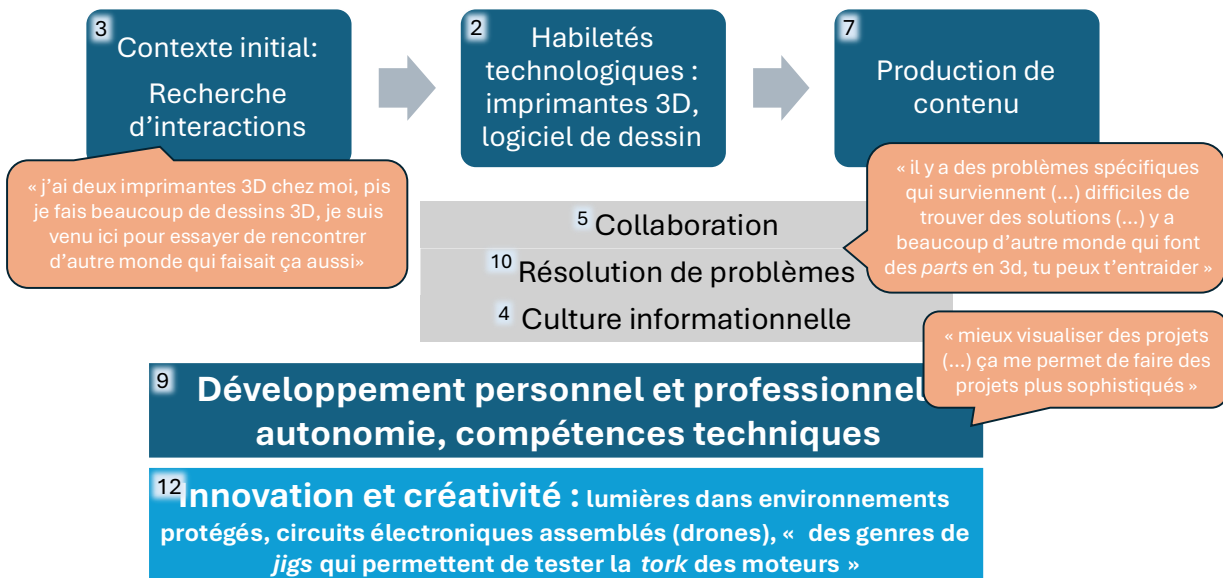 3
Contexte initial:
Recherche
d’interactions
2
Habiletés
technologiques :
imprimantes 3D,
logiciel de dessin
7
Production de
contenu
« j’ai deux imprimantes 3D chez moi, pis
je fais beaucoup de dessins 3D, je suis
venu ici pour essayer de rencontrer
d’autre monde qui faisait ça aussi»
« il y a des problèmes spécifiques
qui surviennent (...) difficiles de
trouver des solutions (...) y a
beaucoup d’autre monde qui font
des parts en 3d, tu peux t’entraider »
5 Collaboration
10 Résolution de problèmes
4 Culture informationnelle
« mieux visualiser des projets
(...) ça me permet de faire des
projets plus sophistiqués »
9
Développement personnel et professionnel
autonomie, compétences techniques
12
Innovation et créativité : lumières dans environnements
protégés, circuits électroniques assemblés (drones), « des genres de
jigs qui permettent de tester la tork des moteurs »